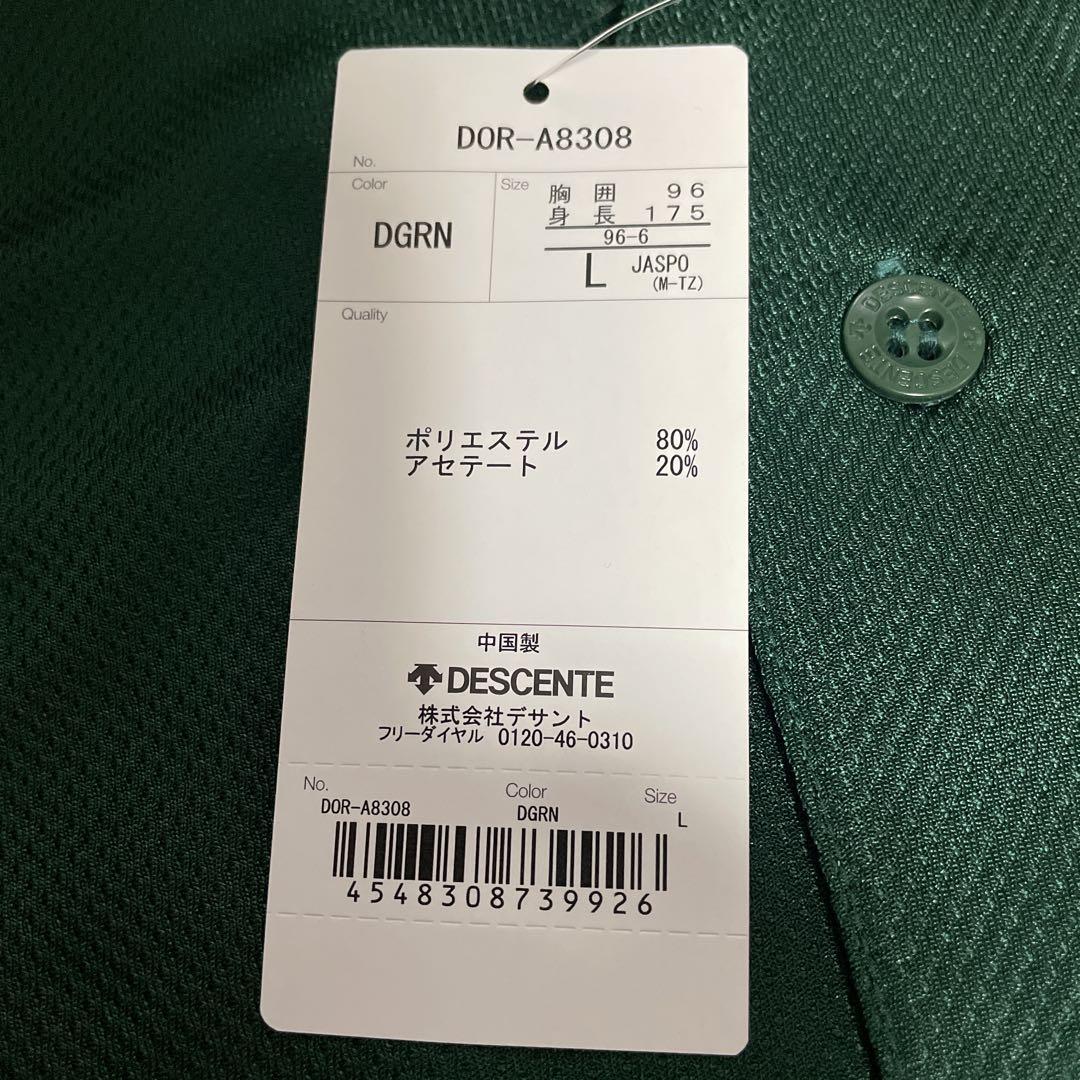 DOR-A8308
No.
Color
DGRN
Size
胸囲 96
身長 175
96-6
L JASPO
(M-TZ)
Quality
ポリエステル 80%
アセテート 20%
中国製
DESCENTE
株式会社デサント
フリーダイヤル 0120-46-0310
No. Color Size
DOR-A8308 DGRN L
4548308739926
DESCENTE
DESCENTE